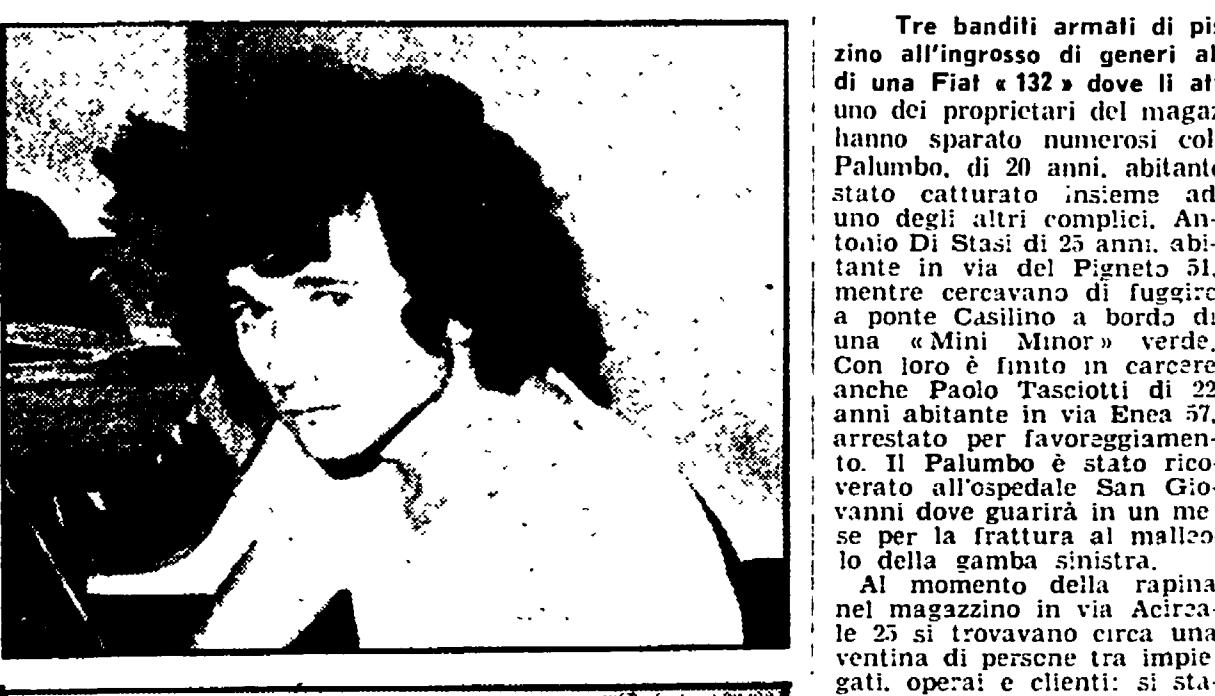 Tre banditi armati di pis
zino all'ingrosso di generi al
di una Fiat « 132 » dove li at
uno dei proprietari del magaz
hanno sparato numerosi col
Palumbo, di 20 anni, abitante
stato catturato insieme ad
uno degli altri complici, An-
tonio Di Stasi di 25 anni, abi-
tante in via del Pigneto 51,
mentre cercavano di fuggire
a ponte Casilino a bordo di
una « Mini Minor » verde.
Con loro è finito in carcere
anche Paolo Tasciotti di 22
anni abitante in via Enea 57,
arrestato per favoreggiamen-
to. Il Palumbo è stato rico-
verato all'ospedale San Gio-
vanni dove guarirà in un me
se per la frattura al malleo
lo della gamba sinistra.
Al momento della rapina
nel magazzino in via Acirea-
le 25 si trovavano circa una
ventina di persone tra impie
gati, operai e clienti: si sta-